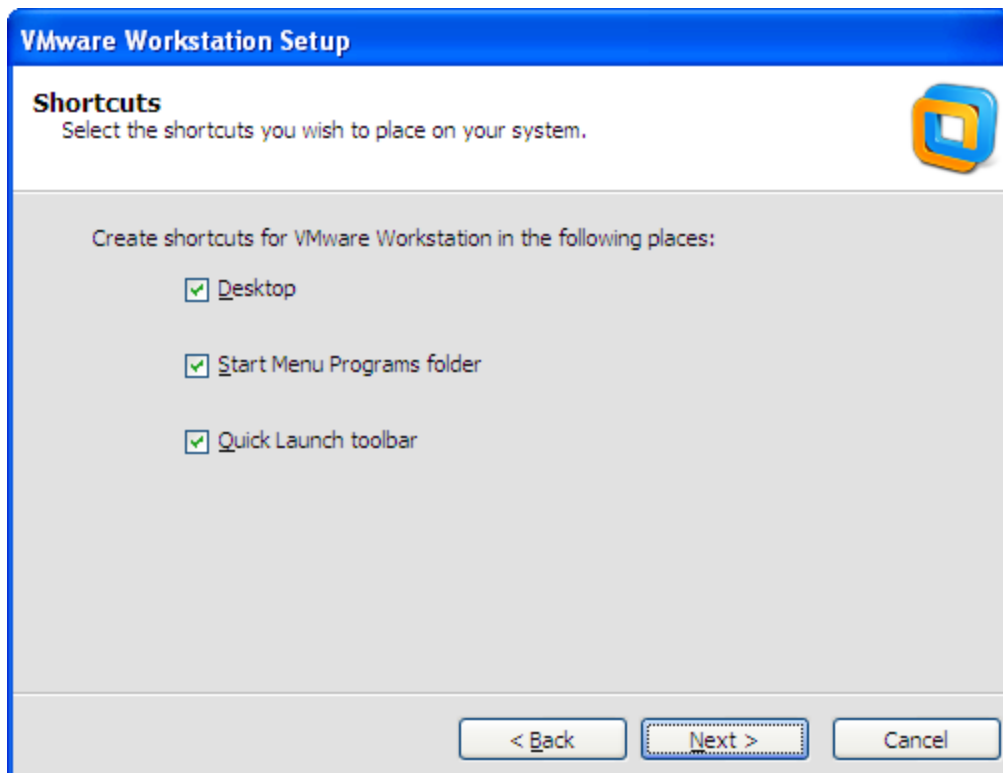 VMware Workstation Setup
Shortcuts
Select the shortcuts you wish to place on your system.
Create shortcuts for VMware Workstation in the following places:
Desktop
Start Menu Programs folder
Quick Launch toolbar
< Back
Next >
Cancel